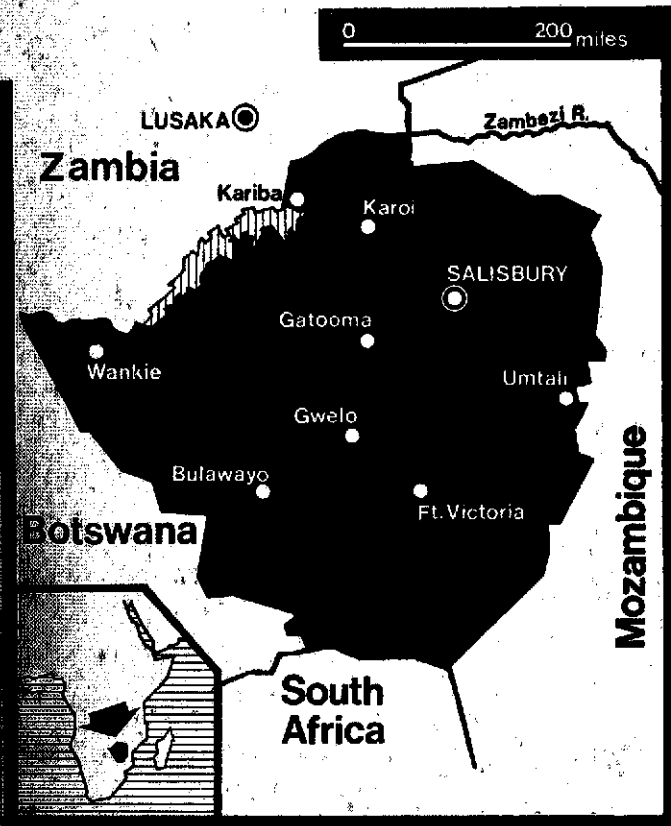 0 200 miles
LUSAKA
Zambezi R.
Zambia
Kariba
Karoi
SALISBURY
Gatooma
Wankie
Umtali
Gwelo
Bulawayo
Ft. Victoria
Botswana
Mozambique
South
Africa